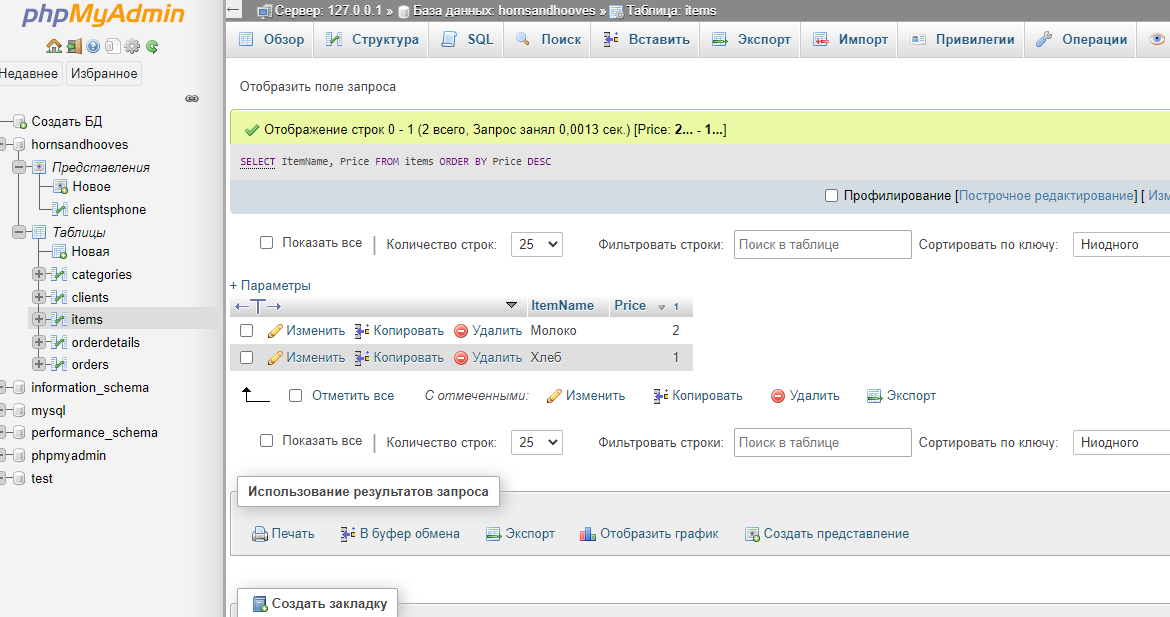 phpMyAdmin
Недавнее Избранное
Создать БД
hornsandhooves
Представления
Новое
clientsphone
Таблицы
Новая
categories
clients
items
orderdetails
orders
information_schema
mysql
performance_schema
phpmyadmin
test
Сервер: 127.0.0.1 » База данных: hornsandhooves » Таблица: items
Обзор Структура SQL Поиск Вставить Экспорт Импорт Привилегии Операции
Отобразить поле запроса
Отображение строк 0 - 1 (2 всего, Запрос занял 0,0013 сек.) [Price: 2... - 1...]
SELECT ItemName, Price FROM items ORDER BY Price DESC
Профилирование [Построчное редактирование] [ Изм
Показать все | Количество строк: 25 Фильтровать строки: Поиск в таблице Сортировать по ключу: Ниодного
+ Параметры
←T→ ItemName Price 1
Изменить Копировать Удалить Молоко 2
Изменить Копировать Удалить Хлеб 1
Отметить все С отмеченными: Изменить Копировать Удалить Экспорт
Показать все | Количество строк: 25 Фильтровать строки: Поиск в таблице Сортировать по ключу: Ниодного
Использование результатов запроса
Печать В буфер обмена Экспорт Отобразить график Создать представление
Создать закладку